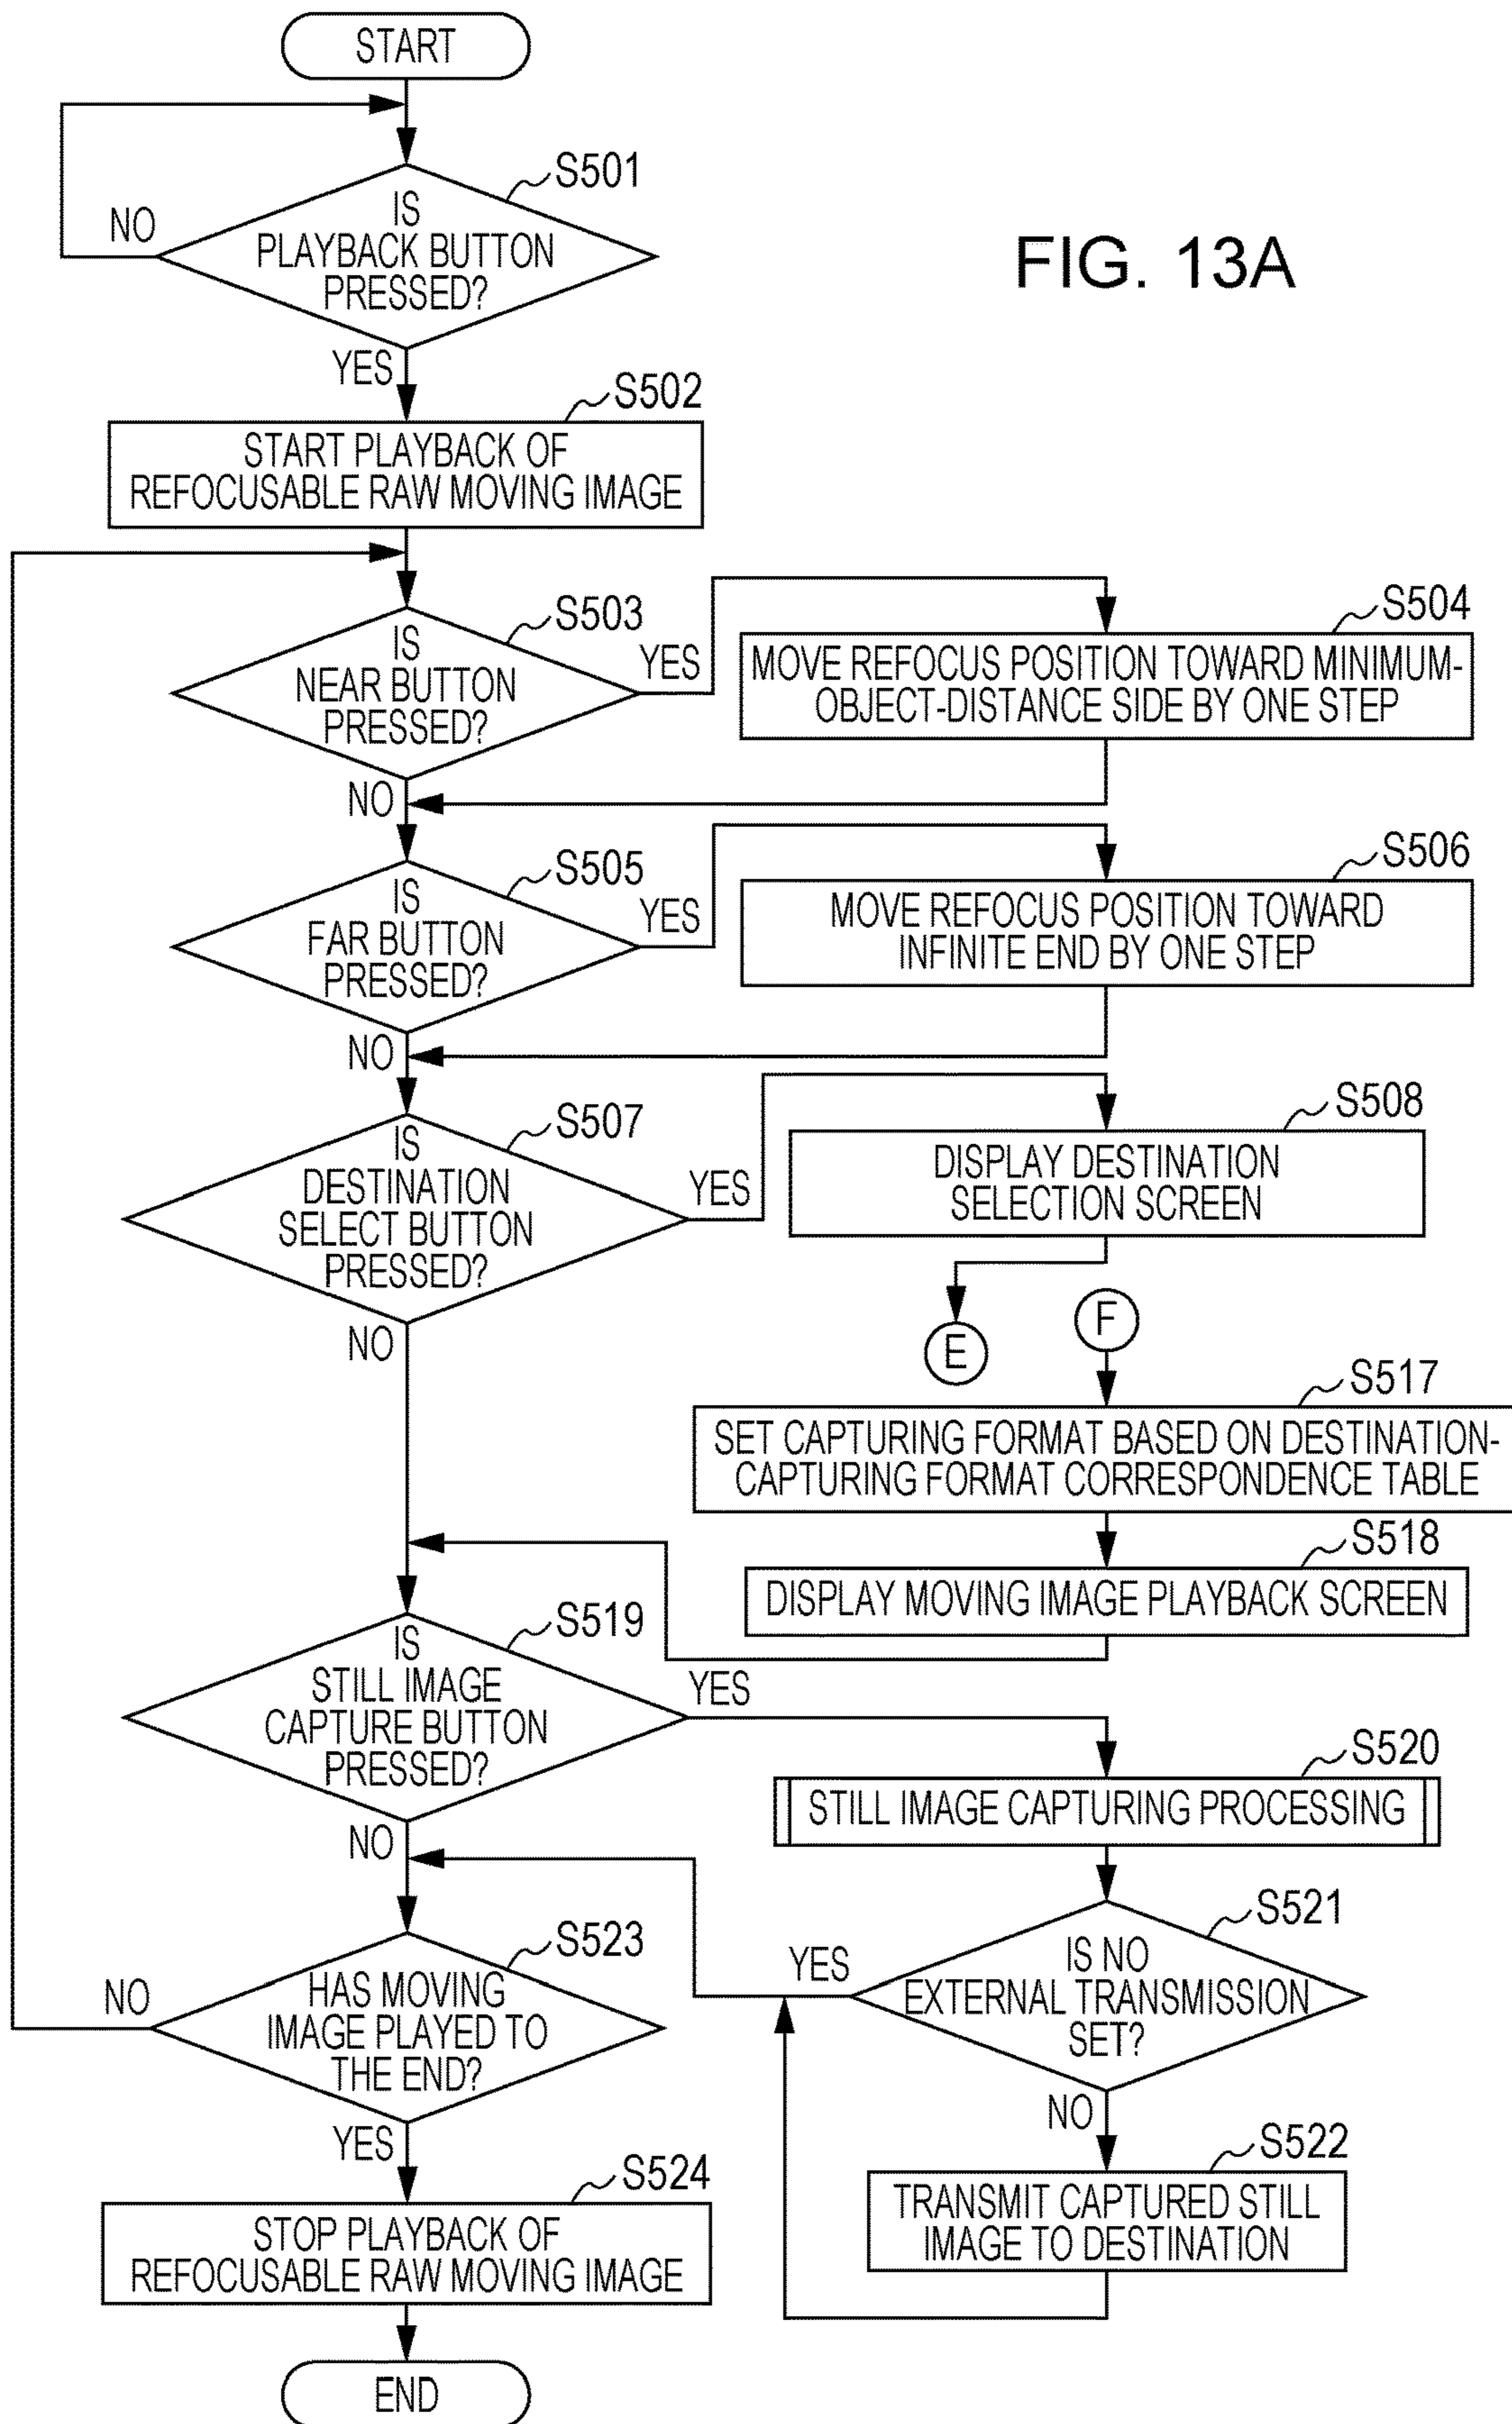 START
S501
IS
PLAYBACK BUTTON
PRESSED?
NO
FIG. 13A
YES
S502
START PLAYBACK OF
REFOCUSABLE RAW MOVING IMAGE
S503
IS
NEAR BUTTON
PRESSED?
YES
S504
MOVE REFOCUS POSITION TOWARD MINIMUM-
OBJECT-DISTANCE SIDE BY ONE STEP
NO
S505
IS
FAR BUTTON
PRESSED?
YES
S506
MOVE REFOCUS POSITION TOWARD
INFINITE END BY ONE STEP
NO
S507
IS
DESTINATION
SELECT BUTTON
PRESSED?
YES
S508
DISPLAY DESTINATION
SELECTION SCREEN
NO
E
F
S517
SET CAPTURING FORMAT BASED ON DESTINATION-
CAPTURING FORMAT CORRESPONDENCE TABLE
S518
DISPLAY MOVING IMAGE PLAYBACK SCREEN
S519
IS
STILL IMAGE
CAPTURE BUTTON
PRESSED?
YES
S520
STILL IMAGE CAPTURING PROCESSING
NO
S521
IS NO
EXTERNAL TRANSMISSION
SET?
YES
NO
S523
HAS MOVING
IMAGE PLAYED TO
THE END?
NO
YES
S522
TRANSMIT CAPTURED STILL
IMAGE TO DESTINATION
S524
STOP PLAYBACK OF
REFOCUSABLE RAW MOVING IMAGE
END